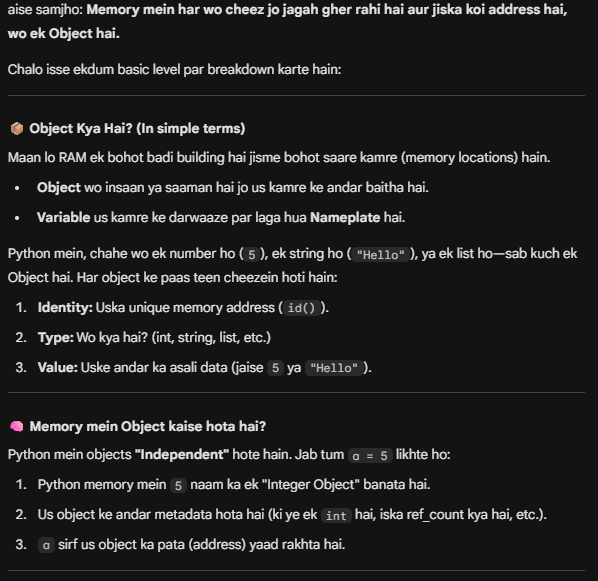 aise samjho: Memory mein har wo cheez jo jagah gher rahi hai aur jiska koi address hai,
wo ek Object hai.
Chalo isse ekdum basic level par breakdown karte hain:
📦 Object Kya Hai? (In simple terms)
Maan lo RAM ek bohot badi building hai jisme bohot saare kamre (memory locations) hain.
• Object wo insaan ya saaman hai jo us kamre ke andar baitha hai.
• Variable us kamre ke darwaaze par laga hua Nameplate hai.
Python mein, chahe wo ek number ho ( 5 ), ek string ho ( "Hello" ), ya ek list ho—sab kuch ek
Object hai. Har object ke paas teen cheezein hoti hain:
1. Identity: Uska unique memory address ( id() ).
2. Type: Wo kya hai? (int, string, list, etc.)
3. Value: Uske andar ka asali data (jaise 5 ya "Hello" ).
🧠 Memory mein Object kaise hota hai?
Python mein objects "Independent" hote hain. Jab tum a = 5 likhte ho:
1. Python memory mein 5 naam ka ek "Integer Object" banata hai.
2. Us object ke andar metadata hota hai (ki ye ek int hai, iska ref_count kya hai, etc.).
3. a sirf us object ka pata (address) yaad rakhta hai.